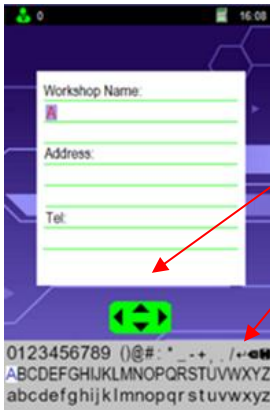 0 16:08
Workshop Name:
A
Address:
Tel:
0123456789 ()@#:*_-+,./↵
ABCDEFGHIJKLMNOPQRSTUVWXYZ
abcdefghijklmnopqrstuvwxyz